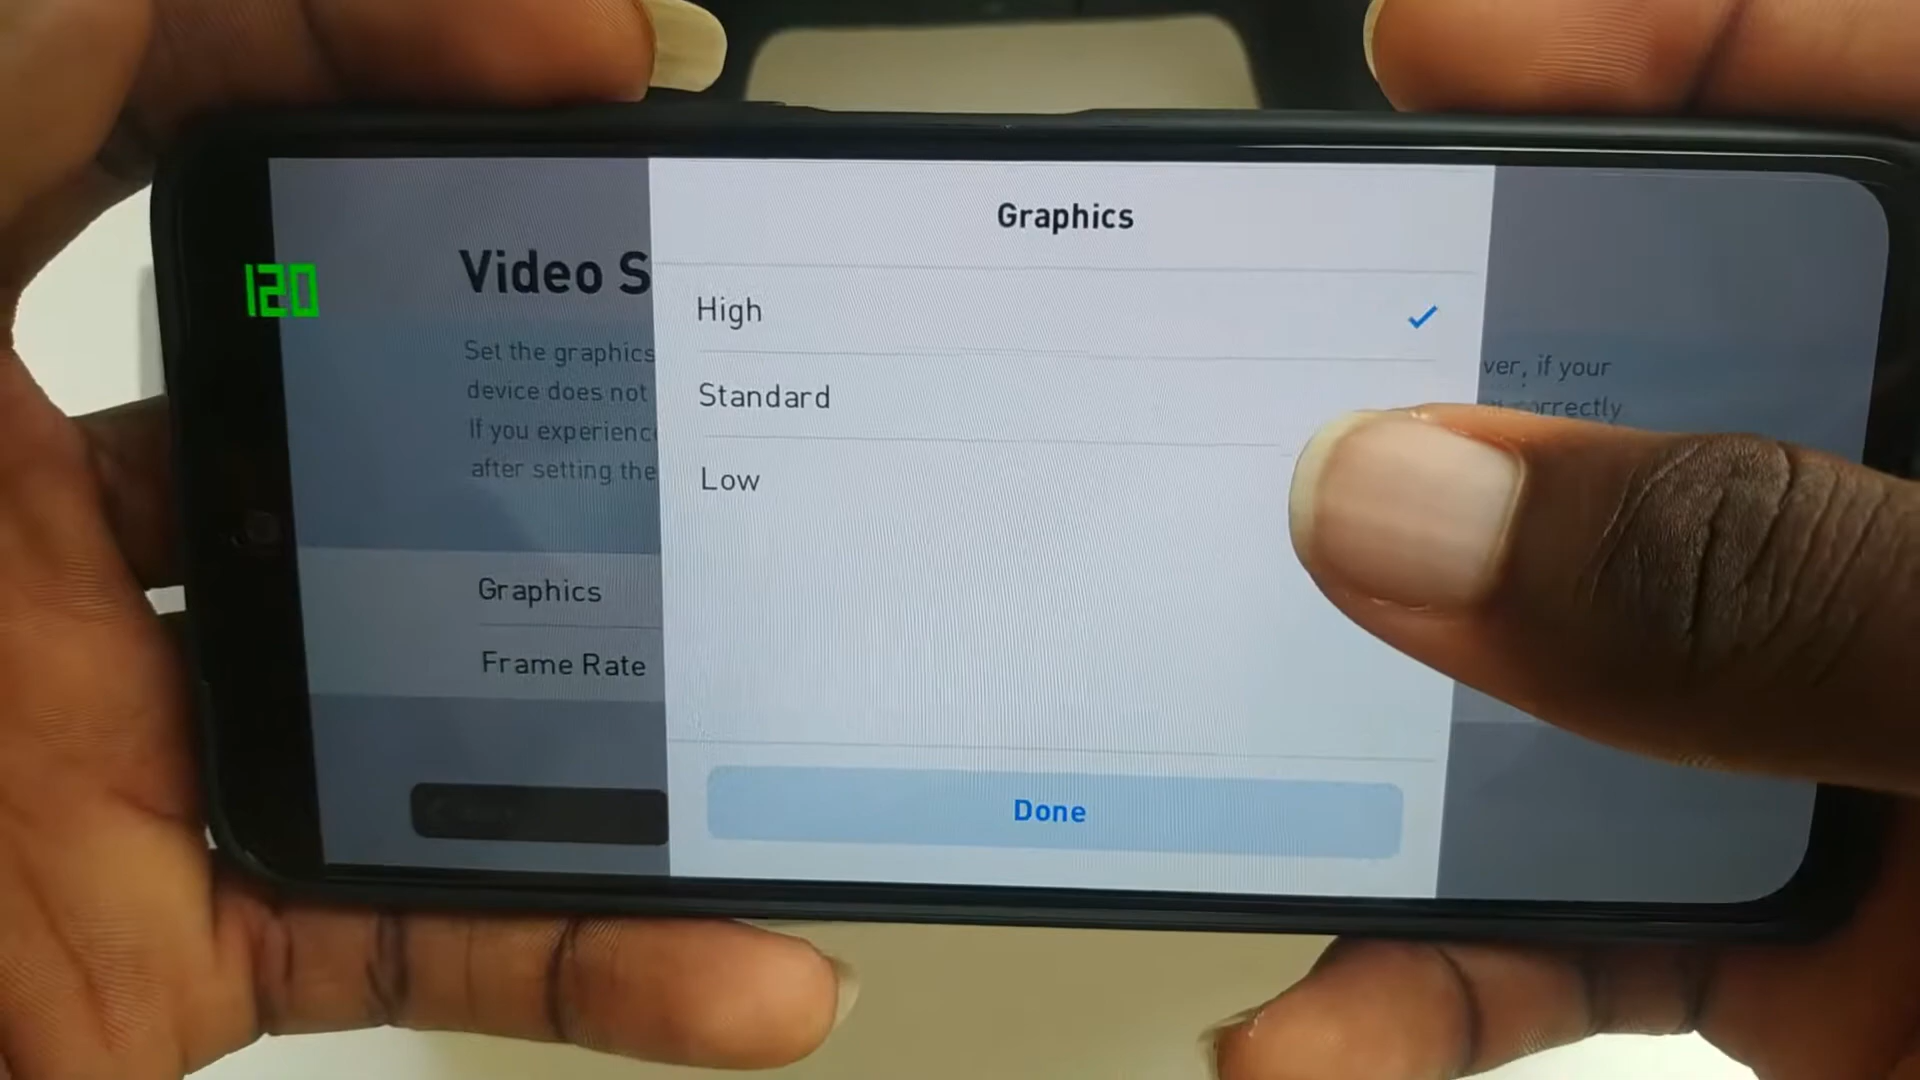 Graphics
120
Video S
High
Set the graphics
ver, if your
device does not
Standard
correctly
If you experienc
after setting the
Low
Graphics
Frame Rate
Done